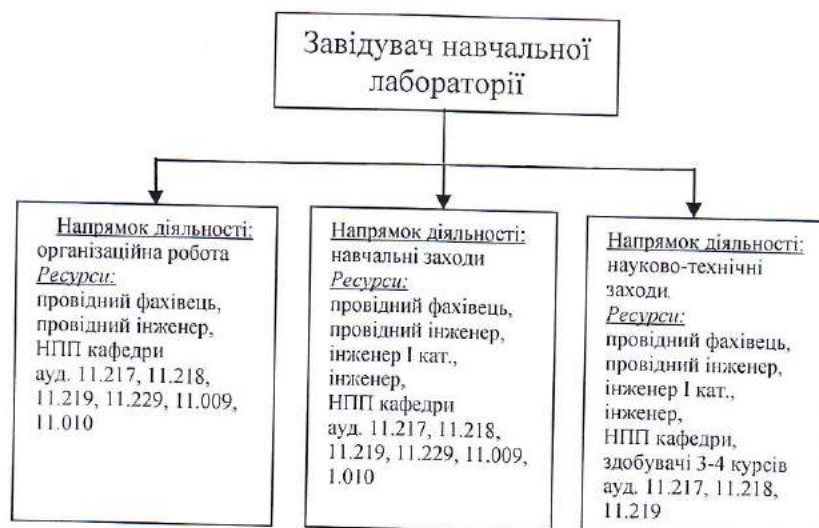 Завідувач навчальної
лабораторії
Напрямок діяльності:
організаційна робота
Ресурси:
провідний фахівець,
провідний інженер,
НПП кафедри
ауд. 11.217, 11.218,
11.219, 11.229, 11.009,
11.010
Напрямок діяльності:
навчальні заходи
Ресурси:
провідний фахівець,
провідний інженер,
інженер І кат.,
інженер,
НПП кафедри
ауд. 11.217, 11.218,
11.219, 11.229, 11.009,
1.010
Напрямок діяльності:
науково-технічні
заходи.
Ресурси:
провідний фахівець,
провідний інженер,
інженер І кат.,
інженер,
НПП кафедри,
здобувачі 3-4 курсів
ауд. 11.217, 11.218,
11.219